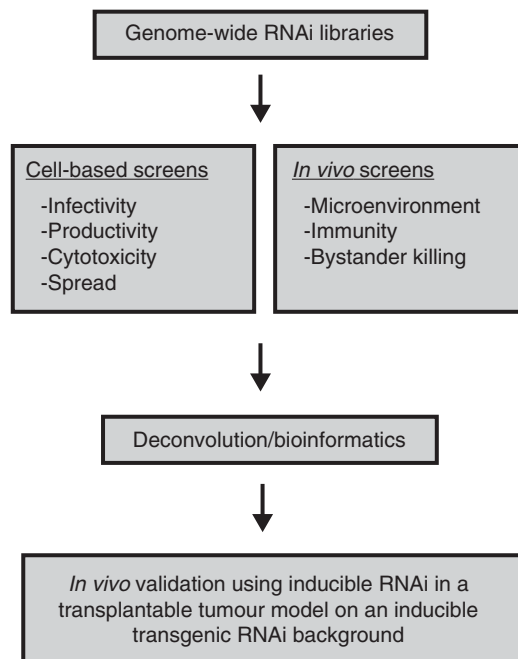 Genome-wide RNAi libraries
Cell-based screens
-Infectivity
-Productivity
-Cytotoxicity
-Spread
In vivo screens
-Microenvironment
-Immunity
-Bystander killing
Deconvolution/bioinformatics
In vivo validation using inducible RNAi in a
transplantable tumour model on an inducible
transgenic RNAi background